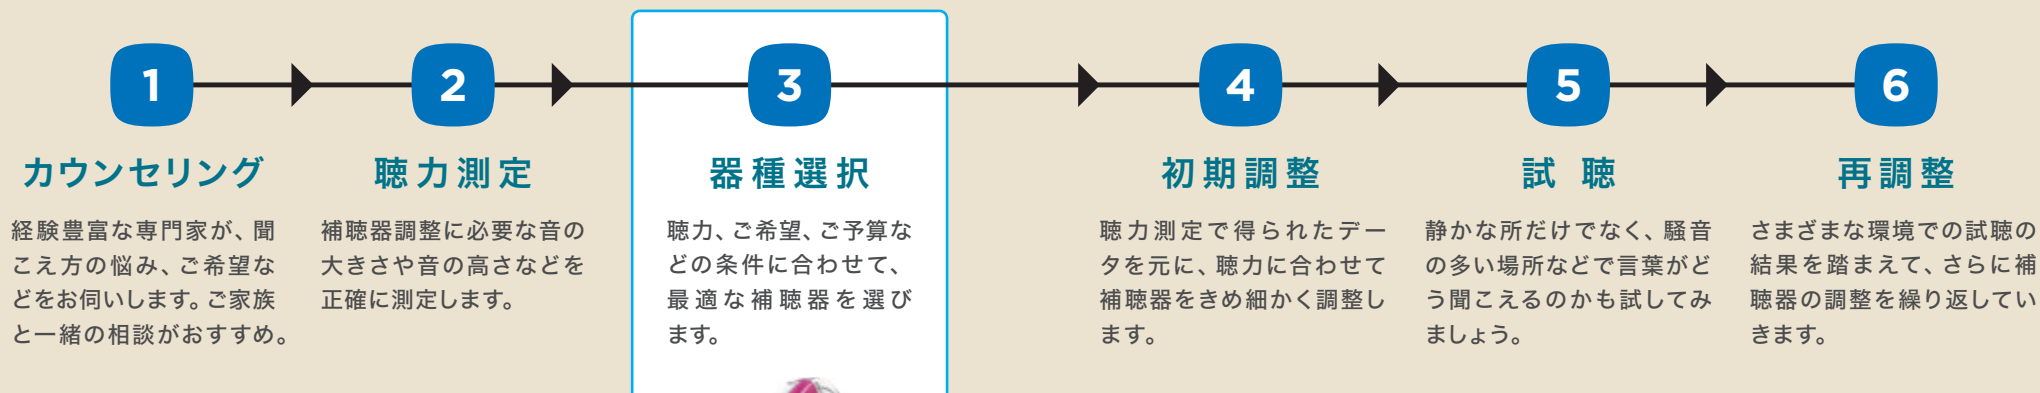 1
カウンセリング
経験豊富な専門家が、聞
こえ方の悩み、ご希望な
どをお伺いします。ご家族
と一緒の相談がおすすめ。
2
聴力測定
補聴器調整に必要な音の
大きさや音の高さなどを
正確に測定します。
3
器種選択
聴力、ご希望、ご予算な
どの条件に合わせて、
最適な補聴器を選び
ます。
4
初期調整
聴力測定で得られたデー
タを元に、聴力に合わせて
補聴器をきめ細かく調整し
ます。
5
試 聴
静かな所だけでなく、騒音
の多い場所などで言葉がど
う聞こえるのかも試してみ
ましょう。
6
再調整
さまざまな環境での試聴の
結果を踏まえて、さらに補
聴器の調整を繰り返してい
きます。